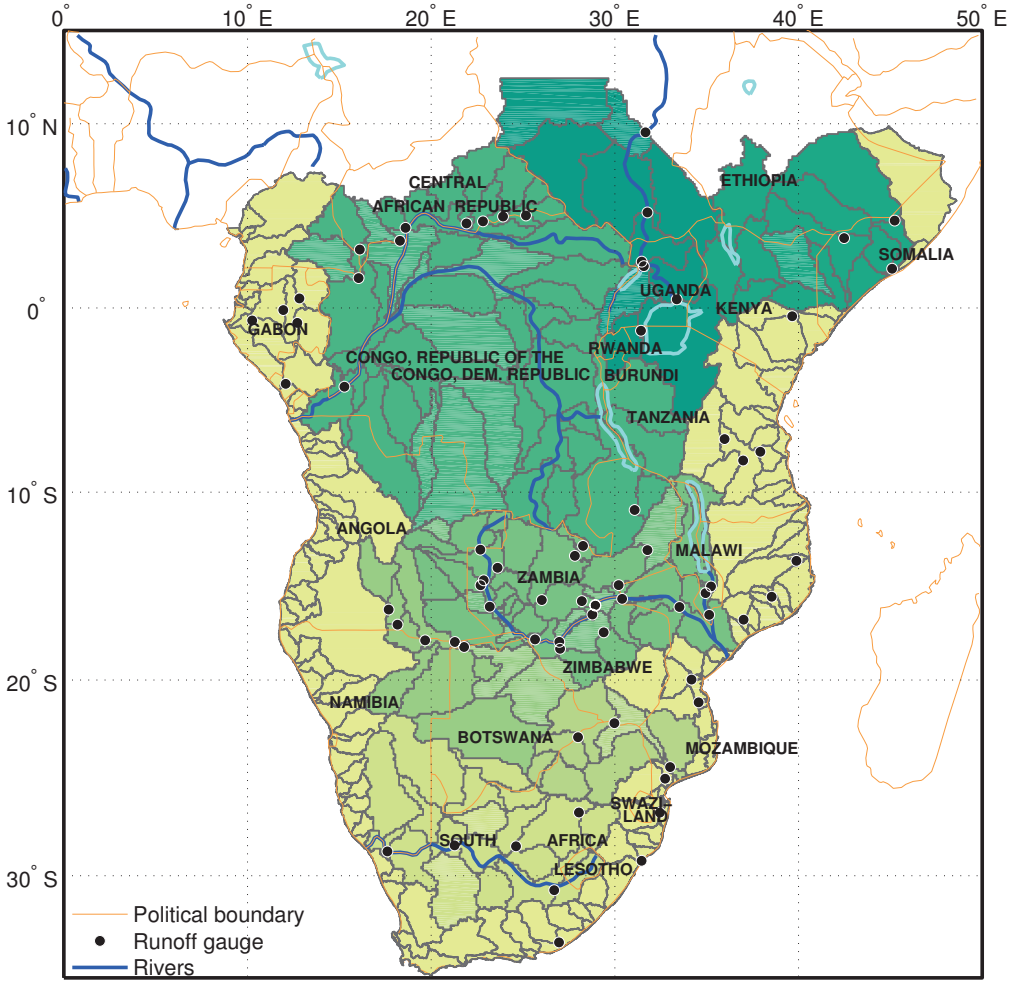 0° 10° E 20° E 30° E 40° E 50° E
10° N
0°
10° S
20° S
30° S
CENTRAL
AFRICAN REPUBLIC
ETHIOPIA
SOMALIA
UGANDA
KENYA
GABON
RWANDA
CONGO, REPUBLIC OF THE
CONGO, DEM. REPUBLIC
BURUNDI
TANZANIA
ANGOLA
MALAWI
ZAMBIA
ZIMBABWE
NAMIBIA
BOTSWANA
MOZAMBIQUE
SWAZI–
LAND
SOUTH AFRICA
LESOTHO
Political boundary
Runoff gauge
Rivers